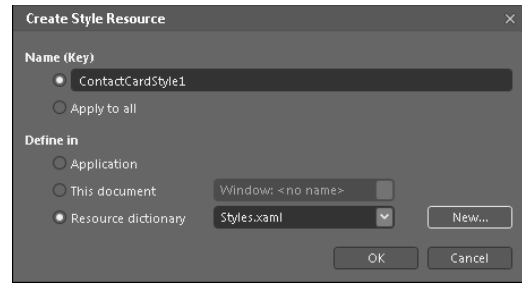 Create Style Resource
Name (Key)
ContactCardStyle1
Apply to all
Define in
Application
This document Window: <no name>
Resource dictionary Styles.xaml New...
OK Cancel